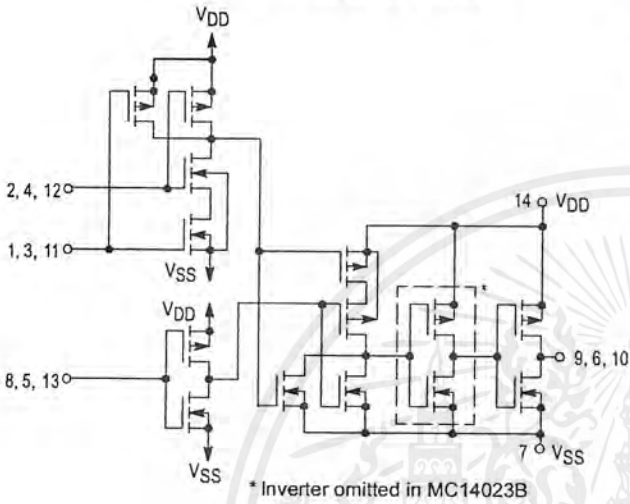 VDD
2, 4, 12
1, 3, 11
VSS
14 VDD
VDD
*
8, 5, 13
9, 6, 10
7 VSS
VSS
* Inverter omitted in MC14023B